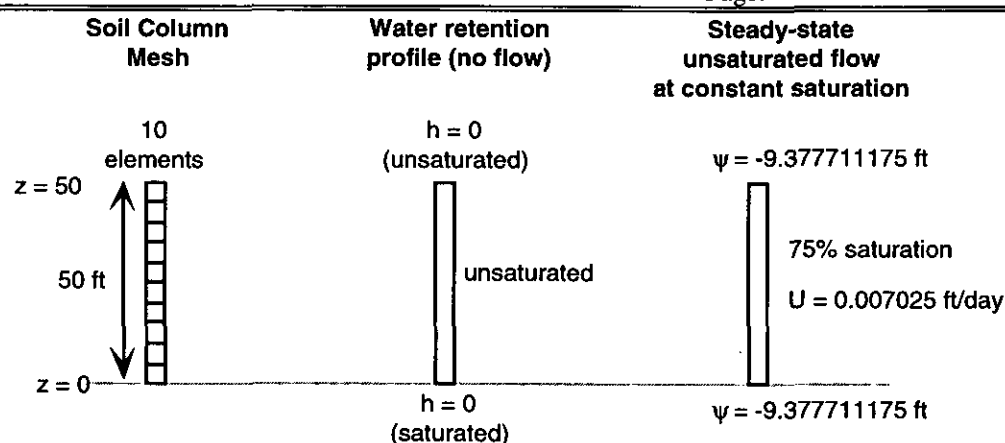 Soil Column
Mesh
Water retention
profile (no flow)
Steady-state
unsaturated flow
at constant saturation
10
elements
h = 0
(unsaturated)
ψ = -9.377711175 ft
z = 50
50 ft
unsaturated
75% saturation
U = 0.007025 ft/day
z = 0
h = 0
(saturated)
ψ = -9.377711175 ft